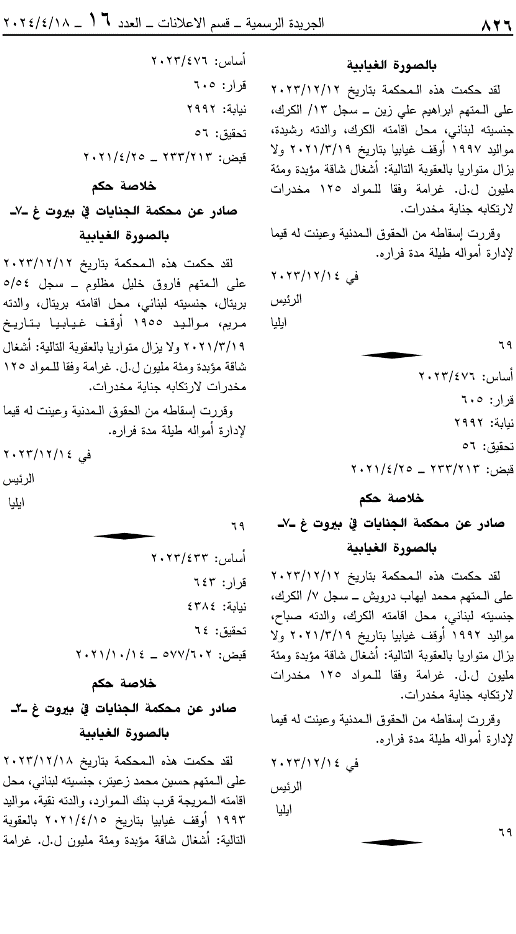 ٨٢٦
الجريدة الرسمية ــ قسم الاعلانات ــ العدد ١٦ ــ ٢٠٢٤/٤/١٨
بالصورة الغيابية
لقد حكمت هذه المحكمة بتاريخ ٢٠٢٣/١٢/١٢
على المتهم ابراهيم علي زين ــ سجل ١٣/ الكرك،
جنسيته لبناني، محل اقامته الكرك، والدته رشيدة،
مواليد ١٩٩٧ أوقف غيابيا بتاريخ ٢٠٢١/٣/١٩ ولا
يزال متواريا بالعقوبة التالية: أشغال شاقة مؤبدة ومئة
مليون ل.ل. غرامة وفقا للمواد ١٢٥ مخدرات
لارتكابه جناية مخدرات.
وقررت إسقاطه من الحقوق المدنية وعينت له قيما
لإدارة أمواله طيلة مدة فراره.
في ٢٠٢٣/١٢/١٤
الرئيس
ايليا
٦٩
أساس: ٢٠٢٣/٤٧٦
قرار: ٦٠٥
نيابة: ٢٩٩٢
تحقيق: ٥٦
قبض: ٢٣٣/٢١٣ ــ ٢٠٢١/٤/٢٥
خلاصة حكم
صادر عن محكمة الجنايات في بيروت غ ــ٧ــ
بالصورة الغيابية
لقد حكمت هذه المحكمة بتاريخ ٢٠٢٣/١٢/١٢
على المتهم محمد ايهاب درويش ــ سجل ٧/ الكرك،
جنسيته لبناني، محل اقامته الكرك، والدته صباح،
مواليد ١٩٩٢ أوقف غيابيا بتاريخ ٢٠٢١/٣/١٩ ولا
يزال متواريا بالعقوبة التالية: أشغال شاقة مؤبدة ومئة
مليون ل.ل. غرامة وفقا للمواد ١٢٥ مخدرات
لارتكابه جناية مخدرات.
وقررت إسقاطه من الحقوق المدنية وعينت له قيما
لإدارة أمواله طيلة مدة فراره.
في ٢٠٢٣/١٢/١٤
الرئيس
ايليا
٦٩
أساس: ٢٠٢٣/٤٧٦
قرار: ٦٠٥
نيابة: ٢٩٩٢
تحقيق: ٥٦
قبض: ٢٣٣/٢١٣ ــ ٢٠٢١/٤/٢٥
خلاصة حكم
صادر عن محكمة الجنايات في بيروت غ ــ٧ــ
بالصورة الغيابية
لقد حكمت هذه المحكمة بتاريخ ٢٠٢٣/١٢/١٢
على المتهم فاروق خليل مظلوم ــ سجل ٥/٥٤
بريتال، جنسيته لبناني، محل اقامته بريتال، والدته
مريم، مواليد ١٩٥٥ أوقف غيابيا بتاريخ
٢٠٢١/٣/١٩ ولا يزال متواريا بالعقوبة التالية: أشغال
شاقة مؤبدة ومئة مليون ل.ل. غرامة وفقا للمواد ١٢٥
مخدرات لارتكابه جناية مخدرات.
وقررت إسقاطه من الحقوق المدنية وعينت له قيما
لإدارة أمواله طيلة مدة فراره.
في ٢٠٢٣/١٢/١٤
الرئيس
ايليا
٦٩
أساس: ٢٠٢٣/٤٣٣
قرار: ٦٤٣
نيابة: ٤٣٨٤
تحقيق: ٦٤
قبض: ٥٧٧/٦٠٢ ــ ٢٠٢١/١٠/١٤
خلاصة حكم
صادر عن محكمة الجنايات في بيروت غ ــ٢ــ
بالصورة الغيابية
لقد حكمت هذه المحكمة بتاريخ ٢٠٢٣/١٢/١٨
على المتهم حسين محمد زعيتر، جنسيته لبناني، محل
اقامته المريجة قرب بنك الموارد، والدته نقية، مواليد
١٩٩٣ أوقف غيابيا بتاريخ ٢٠٢١/٤/١٥ بالعقوبة
التالية: أشغال شاقة مؤبدة ومئة مليون ل.ل. غرامة